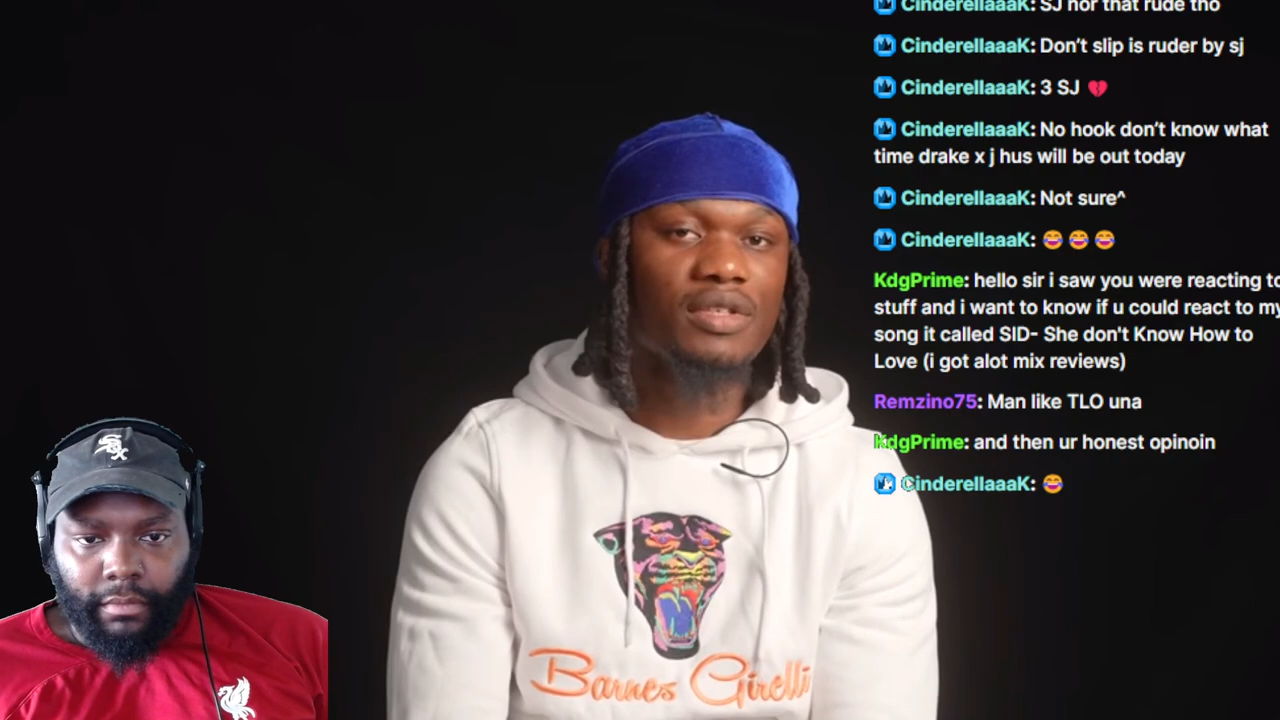 CinderellaaaK: SJ nor that rude tho
CinderellaaaK: Don't slip is ruder by sj
CinderellaaaK: 3 SJ 💔
CinderellaaaK: No hook don't know what
time drake x j hus will be out today
CinderellaaaK: Not sure^
CinderellaaaK: 😂 😂 😂
KdgPrime: hello sir i saw you were reacting to
stuff and i want to know if u could react to my
song it called SID- She don't Know How to
Love (i got alot mix reviews)
Remzino75: Man like TLO una
KdgPrime: and then ur honest opinoin
CinderellaaaK: 😂
Sox
Barnes Girelli